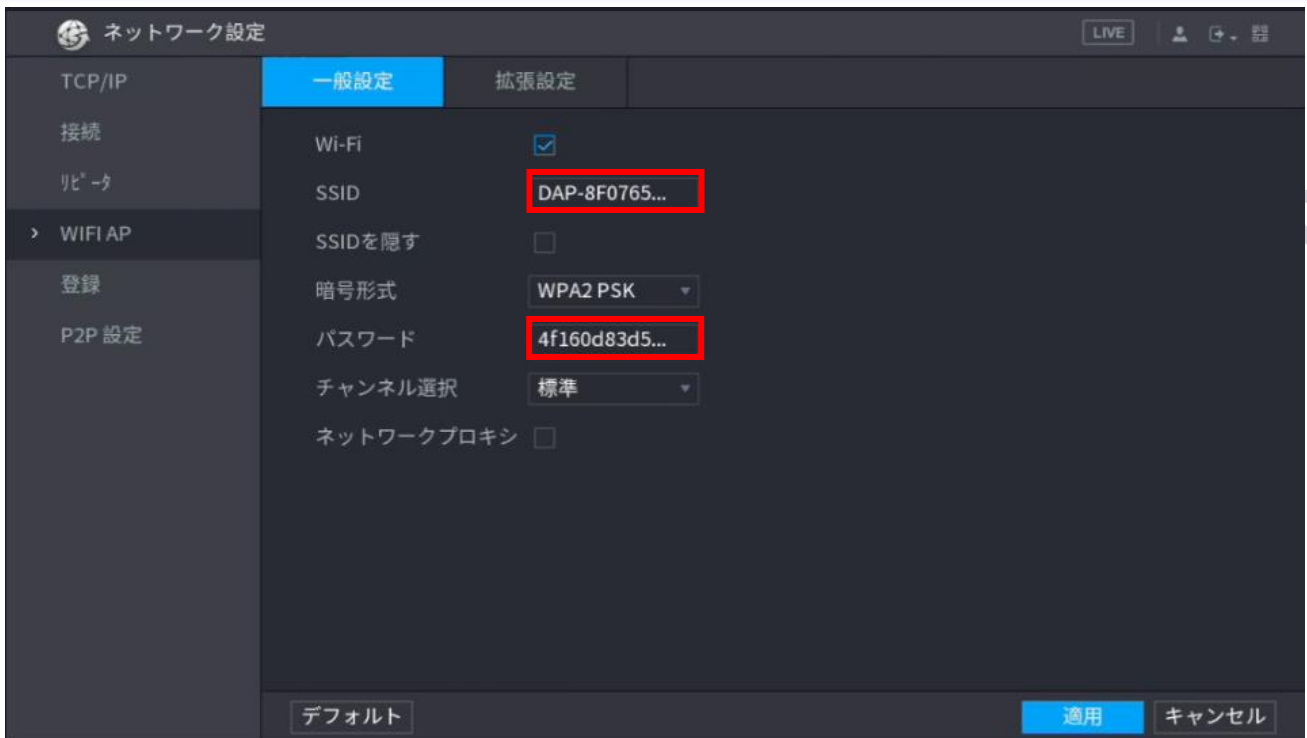 ネットワーク設定
LIVE
TCP/IP
接続
ﾘﾋﾟｰﾀ
WIFI AP
登録
P2P 設定
一般設定 拡張設定
Wi-Fi
SSID DAP-8F0765...
SSIDを隠す
暗号形式 WPA2 PSK
パスワード 4f160d83d5...
チャンネル選択 標準
ネットワークプロキシ
デフォルト 適用 キャンセル